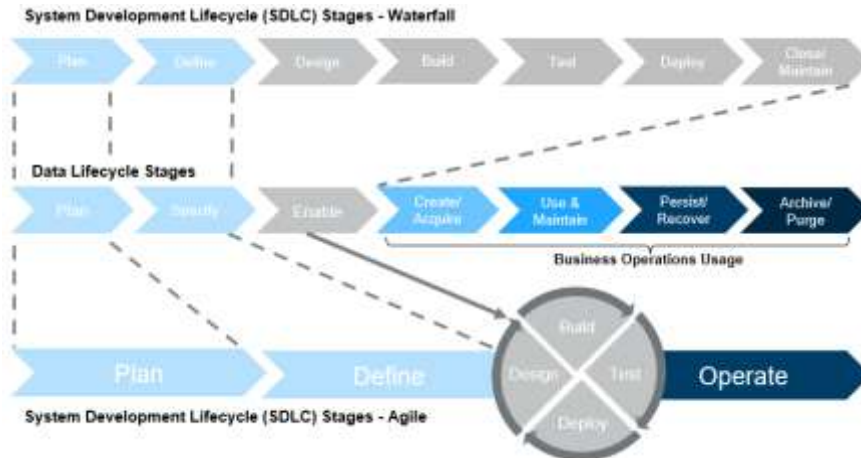 System Development Lifecycle (SDLC) Stages - Waterfall
Plan
Define
Design
Build
Test
Deploy
Close/
Maintain
Data Lifecycle Stages
Plan
Specify
Enable
Create/
Acquire
Use &
Maintain
Persist/
Recover
Archive/
Purge
Business Operations Usage
Plan
Define
Build
Design
Test
Deploy
Operate
System Development Lifecycle (SDLC) Stages - Agile